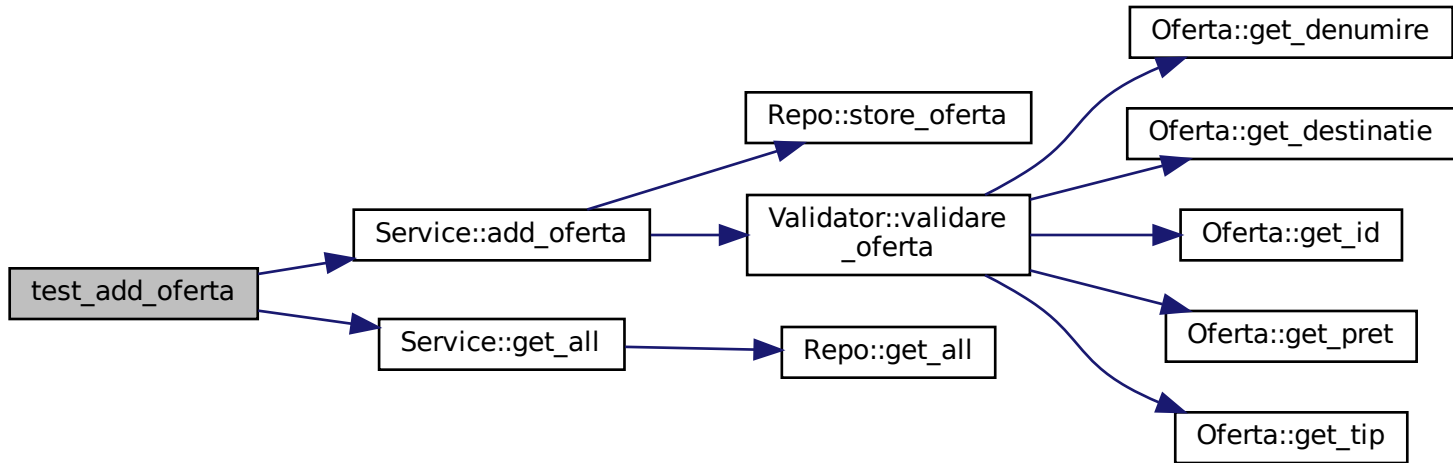 test_add_oferta
Service::add_oferta
Service::get_all
Repo::store_oferta
Validator::validare
_oferta
Repo::get_all
Oferta::get_denumire
Oferta::get_destinatie
Oferta::get_id
Oferta::get_pret
Oferta::get_tip